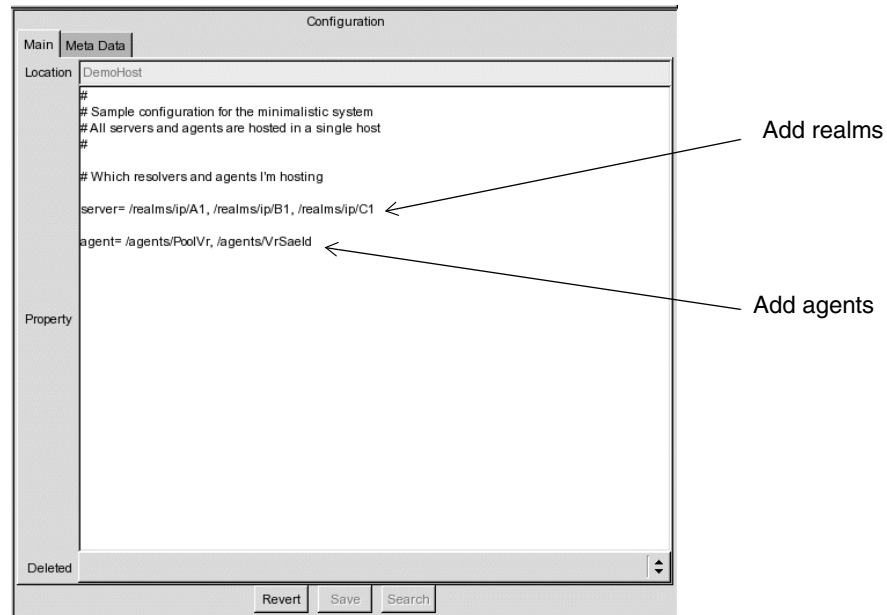 Configuration
Main Meta Data
Location DemoHost
#
# Sample configuration for the minimalistic system
# All servers and agents are hosted in a single host
#
# Which resolvers and agents I'm hosting
server= /realms/ip/A1, /realms/ip/B1, /realms/ip/C1
agent= /agents/PoolVr, /agents/VrSaeId
Property
Deleted
Revert Save Search
Add realms
Add agents